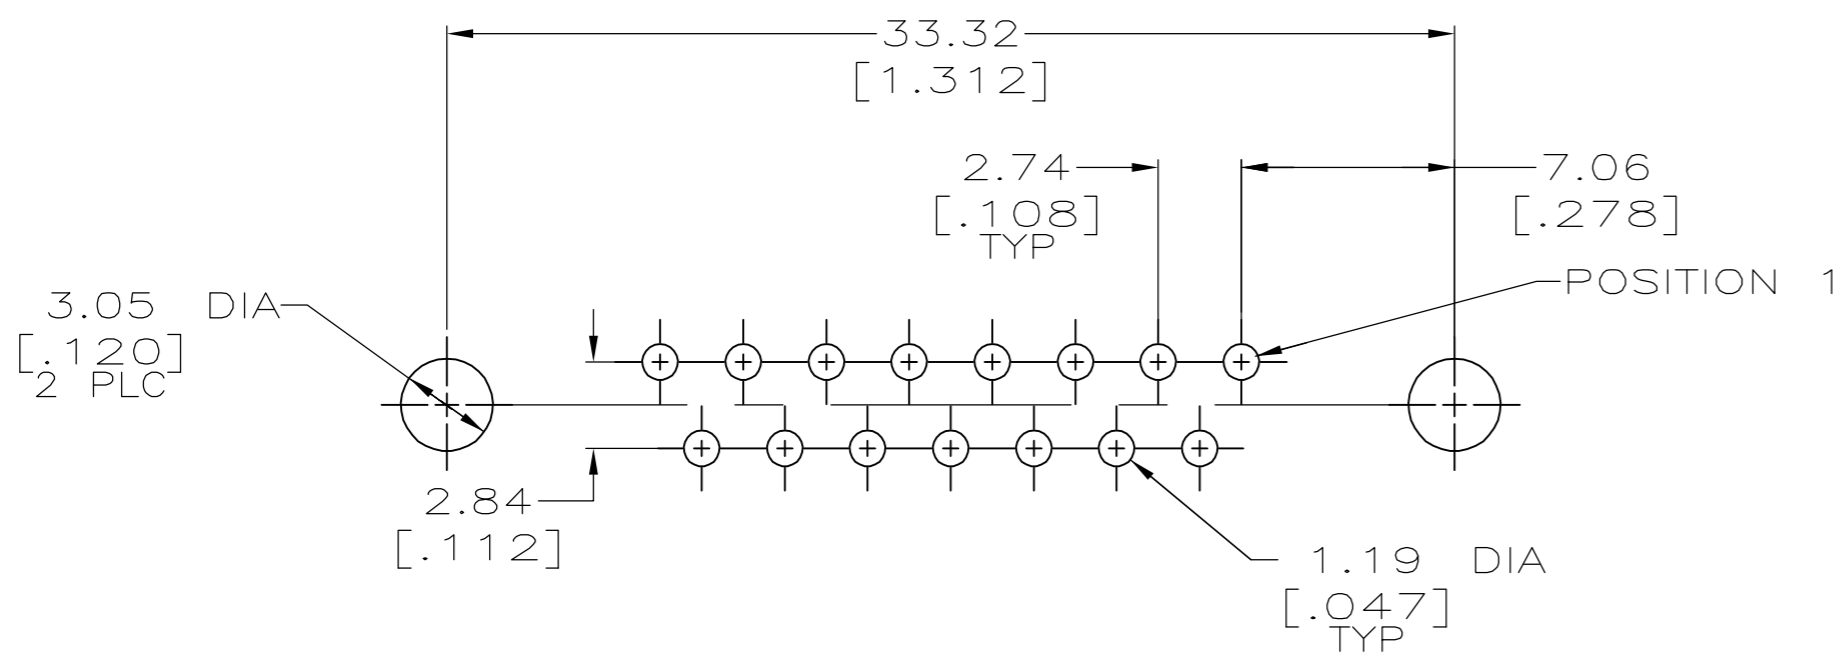 33.32
[1.312]
2.74
[.108]
TYP
7.06
[.278]
POSITION 1
3.05 DIA
[.120]
2 PLC
2.84
[.112]
1.19 DIA
[.047]
TYP